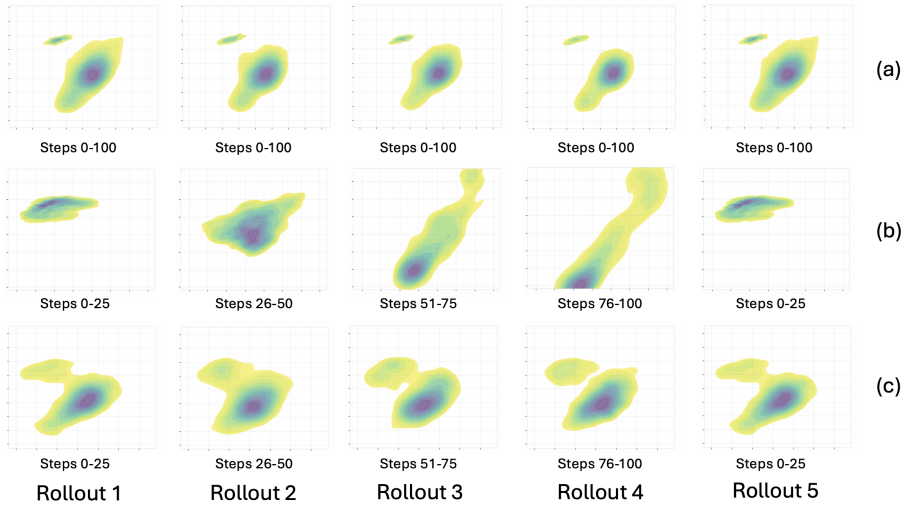 (a)
Steps 0-100 Steps 0-100 Steps 0-100 Steps 0-100 Steps 0-100
(b)
Steps 0-25 Steps 26-50 Steps 51-75 Steps 76-100 Steps 0-25
(c)
Steps 0-25 Steps 26-50 Steps 51-75 Steps 76-100 Steps 0-25
Rollout 1 Rollout 2 Rollout 3 Rollout 4 Rollout 5